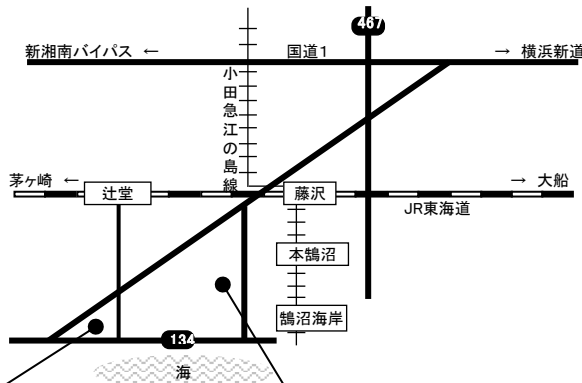 467
新湘南バイパス ←
国道1
→ 横浜新道
小田急江の島線
茅ヶ崎 ←
辻堂
藤沢
→ 大船
JR東海道
本鵠沼
鵠沼海岸
134
海